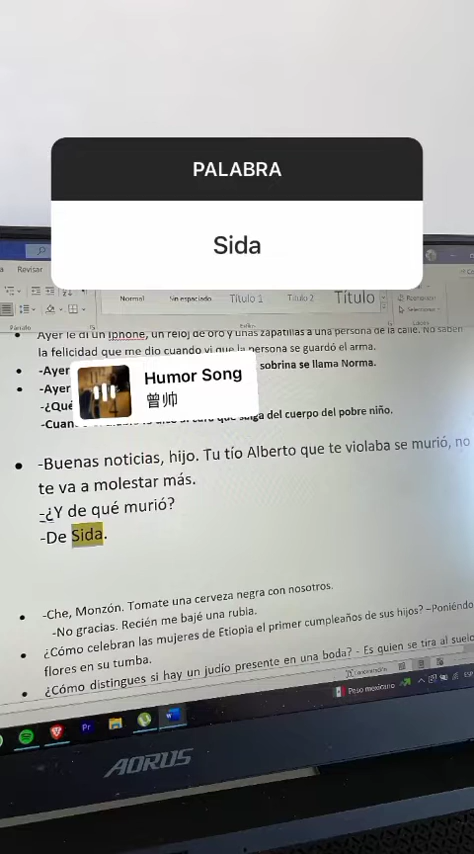 PALABRA
Sida
Revisar
Normal Sin espaciado Título 1 Título 2 Título
Párrafo
Ayer le di un iphone, un reloj de oro y unas zapatillas a una persona de la calle. No saben
la felicidad que me dio cuando vi que la persona se guardó el arma.
-Ayer sobrina se llama Norma.
-Ayer
Humor Song
曾帅
-¿Qué
-Cuan que salga del cuerpo del pobre niño.
-Buenas noticias, hijo. Tu tío Alberto que te violaba se murió, no
te va a molestar más.
-¿Y de qué murió?
-De Sida.
-Che, Monzón. Tomate una cerveza negra con nosotros.
-No gracias. Recién me bajé una rubia.
¿Cómo celebran las mujeres de Etiopia el primer cumpleaños de sus hijos? –Poniendo
flores en su tumba.
¿Cómo distingues si hay un judío presente en una boda? - Es quien se tira al suelo
Peso mexicano
Pr
AORUS